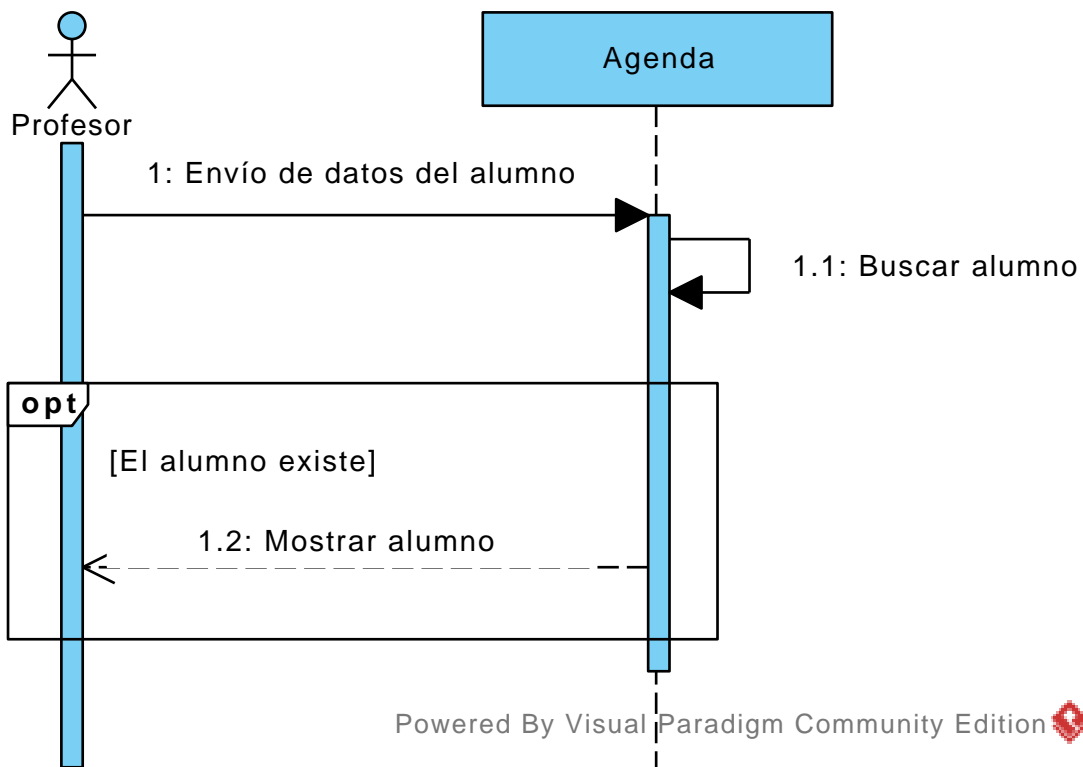 Agenda
Profesor
1: Envío de datos del alumno
1.1: Buscar alumno
opt
[El alumno existe]
1.2: Mostrar alumno
Powered By Visual Paradigm Community Edition